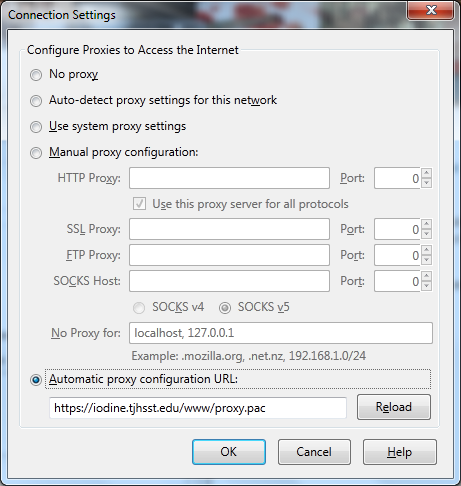 Connection Settings
Configure Proxies to Access the Internet
No proxy
Auto-detect proxy settings for this network
Use system proxy settings
Manual proxy configuration:
HTTP Proxy: Port: 0
Use this proxy server for all protocols
SSL Proxy: Port: 0
FTP Proxy: Port: 0
SOCKS Host: Port: 0
SOCKS v4 SOCKS v5
No Proxy for: localhost, 127.0.0.1
Example: .mozilla.org, .net.nz, 192.168.1.0/24
Automatic proxy configuration URL:
https://iodine.tjhsst.edu/www/proxy.pac Reload
OK Cancel Help